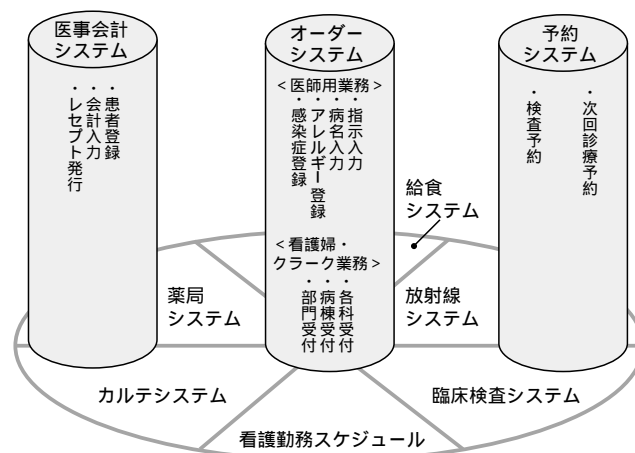 医事会計
システム
・患者登録
・会計入力
・レセプト発行
オーダー
システム
<医師用業務>
・指示入力
・病名入力
・アレルギー登録
・感染症登録
<看護婦・
クラーク業務>
・各科受付
・病棟受付
・部門受付
予約
システム
・次回診療予約
・検査予約
給食
システム
薬局
システム
放射線
システム
カルテシステム
臨床検査システム
看護勤務スケジュール